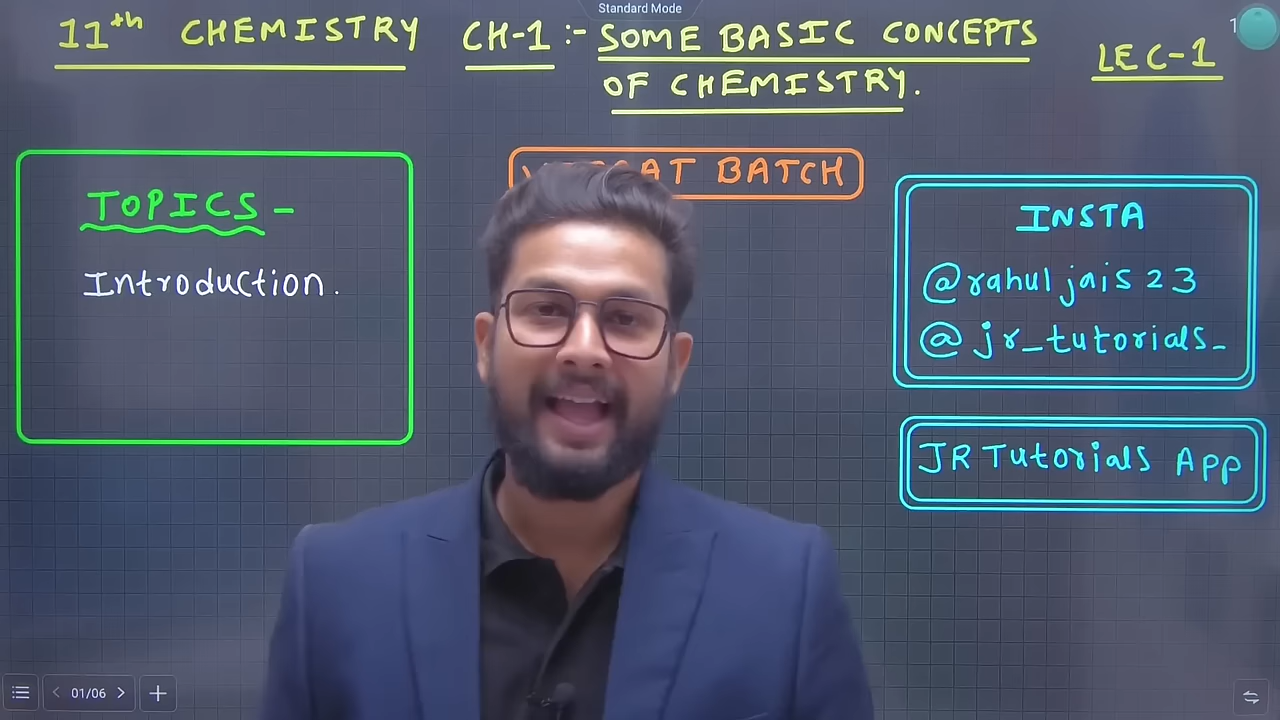 Standard Mode
11th CHEMISTRY CH-1:- SOME BASIC CONCEPTS
OF CHEMISTRY.
LEC-1
TOPICS -
Introduction.
BATCH
INSTA
@rahuljais23
@jr_tutorials_
JR Tutorials App
01/06